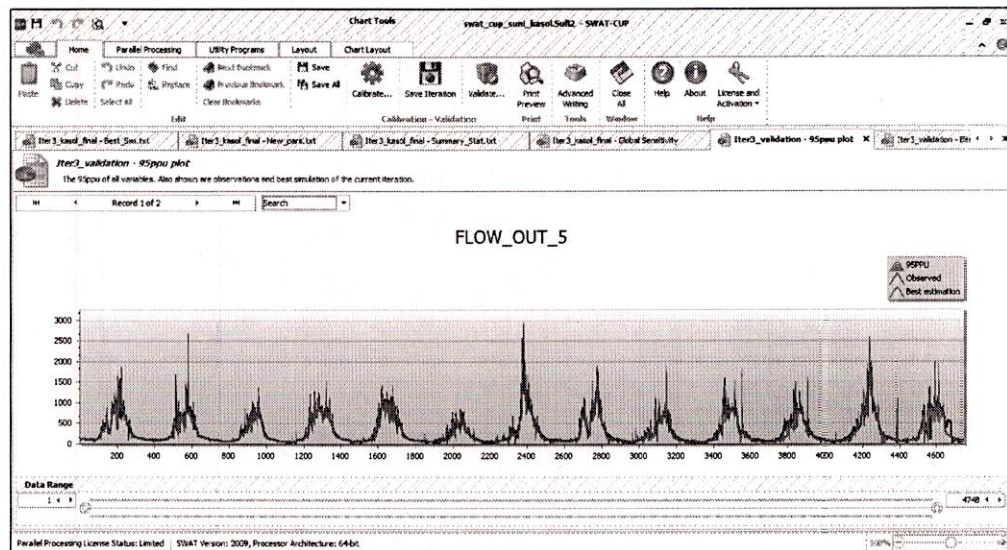 Chart Tools
swat_cup_sunl_kasol.Sufi2 - SWAT-CUP
Home Parallel Processing Utility Programs Layout Chart Layout
Paste
Cut
Copy
Delete
Undo
Redo
Select All
Find
Replace
Next Bookmark
Previous Bookmark
Clear Bookmarks
Save
Save All
Calibrate...
Save Iteration
Validate...
Print Preview
Advanced Writing
Close All
Help
About
License and Activation
Edit
Calibration - Validation
Print
Tools
Window
Help
Iter3_kasol_final - Best_Sim.txt
Iter3_kasol_final - New_pars.txt
Iter3_kasol_final - Summary_Stat.txt
Iter3_kasol_final - Global Sensitivity
Iter3_validation - 95ppu plot
Iter3_validation -
Iter3_validation - 95ppu plot
The 95ppu of all variables. Also shown are observations and best simulation of the current iteration.
Record 1 of 2
Search
FLOW_OUT_5
95PPU
Observed
Best estimation
3000
2500
2000
1500
1000
500
0
200 400 600 800 1000 1200 1400 1600 1800 2000 2200 2400 2600 2800 3000 3200 3400 3600 3800 4000 4200 4400 4600
Data Range
1
4748
Parallel Processing License Status: Limited SWAT Version: 2009, Processor Architecture: 64-bit
100%